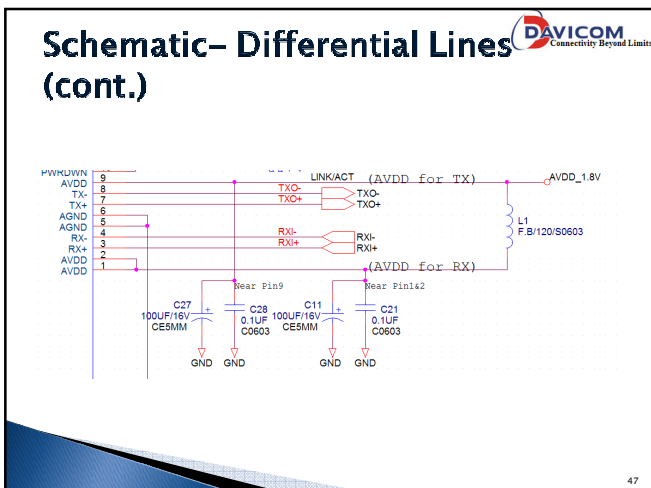 Schematic– Differential Lines
(cont.)
DAVICOM
Connectivity Beyond Limits
PWRDWN
AVDD 9
TX- 8
TX+ 7
AGND 6
AGND 5
RX- 4
RX+ 3
AVDD 2
AVDD 1
LINK/ACT (AVDD for TX)
AVDD_1.8V
TXO- TXO-
TXO+ TXO+
RXI- RXI-
RXI+ RXI+
L1
F.B/120/S0603
(AVDD for RX)
Near Pin9
Near Pin1&2
C27
100UF/16V
CE5MM
+
C28
0.1UF
C0603
C11
100UF/16V
CE5MM
+
C21
0.1UF
C0603
GND GND GND GND
47